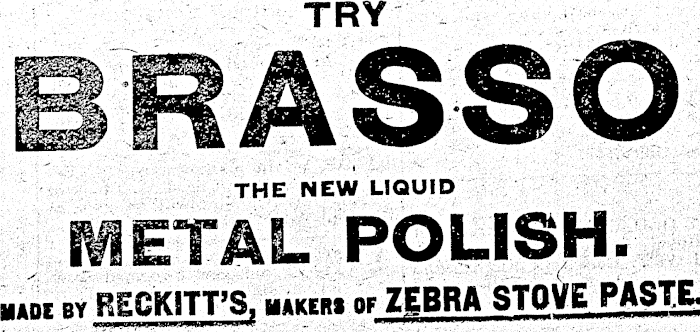 TRY
BRASSO
THE NEW LIQUID
METAL POLISH.
MADE BY RECKITT'S, MAKERS OF ZEBRA STOVE PASTE.